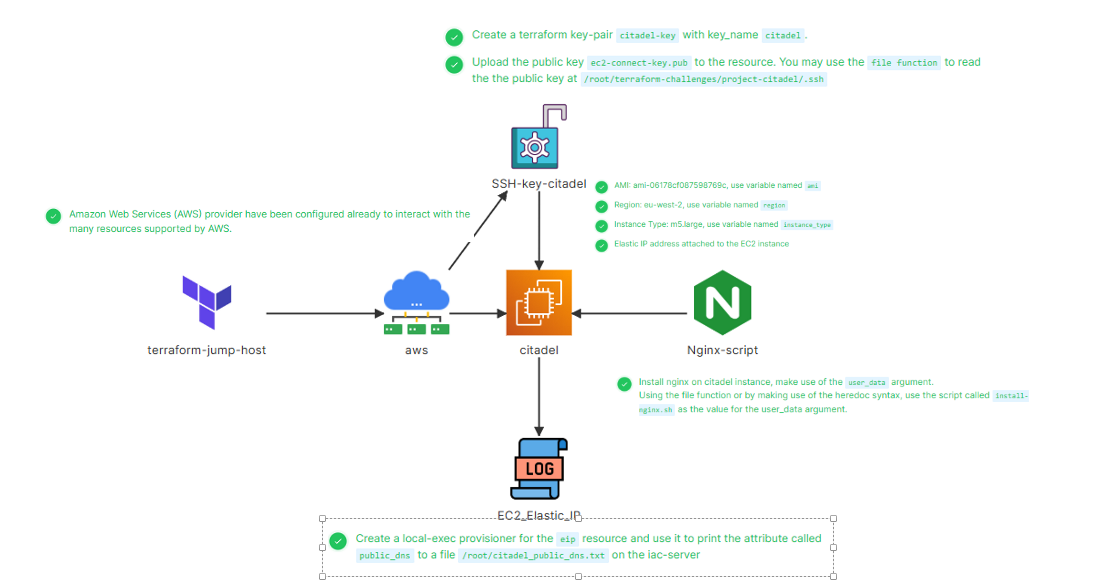 Create a terraform key-pair citadel-key with key_name citadel.
Upload the public key ec2-connect-key.pub to the resource. You may use the file function to read
the the public key at /root/terraform-challenges/project-citadel/.ssh
SSH-key-citadel
AMI: ami-06178cf087598769c, use variable named ami
Region: eu-west-2, use variable named region
Instance Type: m5.large, use variable named instance_type
Elastic IP address attached to the EC2 instance
Amazon Web Services (AWS) provider have been configured already to interact with the
many resources supported by AWS.
terraform-jump-host
aws
citadel
N
Nginx-script
Install nginx on citadel instance, make use of the user_data argument.
Using the file function or by making use of the heredoc syntax, use the script called install-
nginx.sh as the value for the user_data argument.
LOG
EC2_Elastic_IP
Create a local-exec provisioner for the eip resource and use it to print the attribute called
public_dns to a file /root/citadel_public_dns.txt on the iac-server